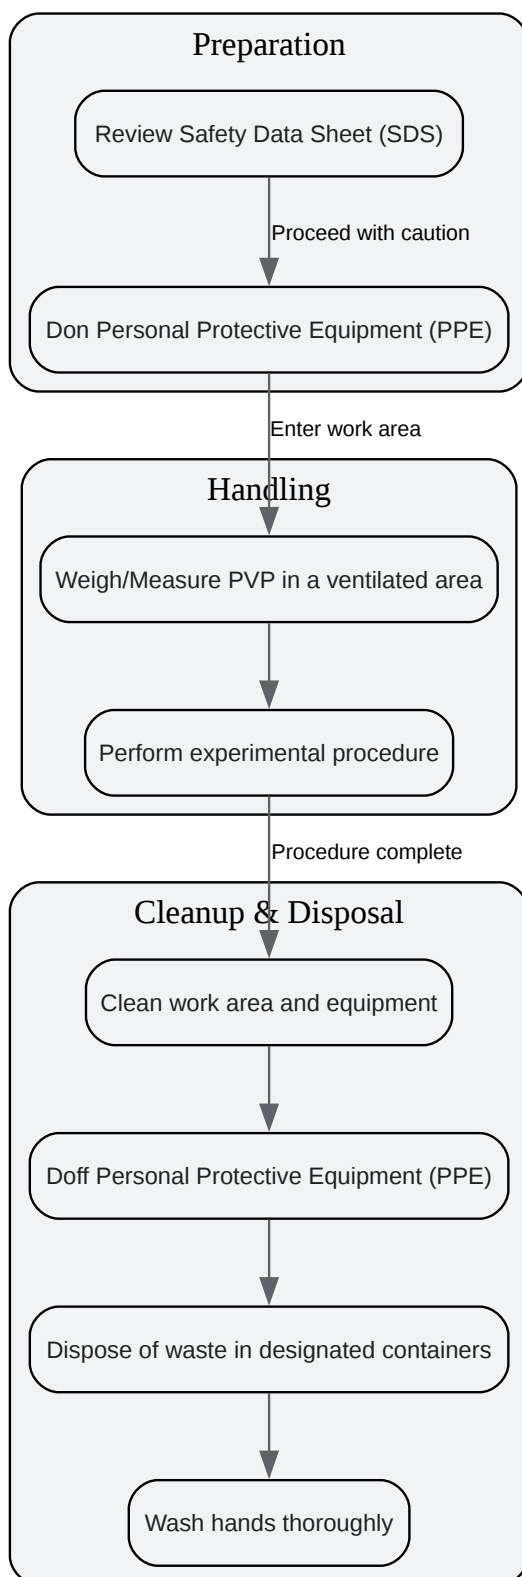 Preparation
Review Safety Data Sheet (SDS)
Proceed with caution
Don Personal Protective Equipment (PPE)
Enter work area
Handling
Weigh/Measure PVP in a ventilated area
Perform experimental procedure
Procedure complete
Cleanup & Disposal
Clean work area and equipment
Doff Personal Protective Equipment (PPE)
Dispose of waste in designated containers
Wash hands thoroughly